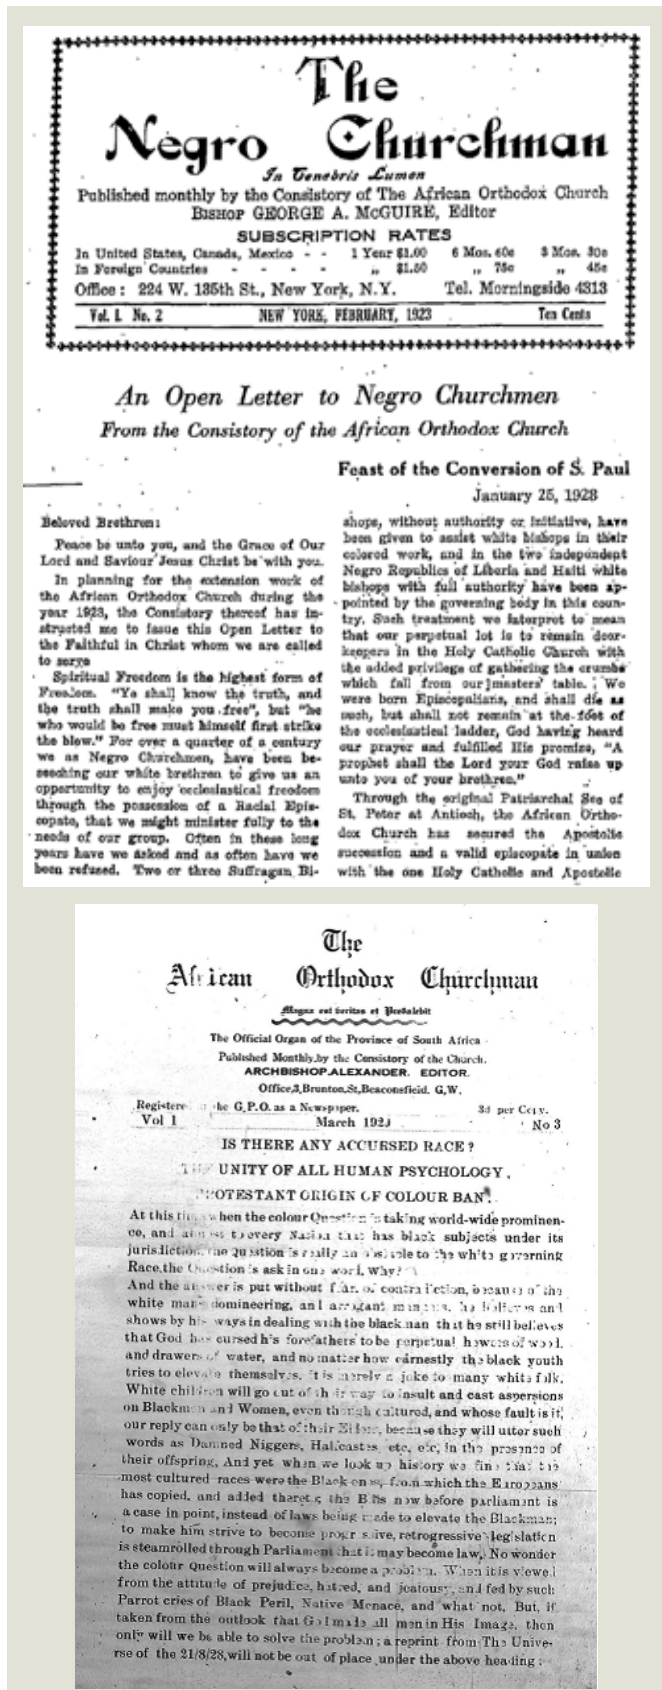 The
Negro Churchman
In Tenebris Lumen
Published monthly by the Consistory of The African Orthodox Church
BISHOP GEORGE A. McGUIRE, Editor
SUBSCRIPTION RATES
In United States, Canada, Mexico - - 1 Year $1.00 6 Mos. 60c 3 Mos. 30c
In Foreign Countries - - - - „ $1.50 „ 75c „ 45c
Office: 224 W. 135th St., New York, N.Y. Tel. Morningside 4313
Vol. I. No. 2 NEW YORK, FEBRUARY, 1923 Ten Cents
An Open Letter to Negro Churchmen
From the Consistory of the African Orthodox Church
Feast of the Conversion of S. Paul
January 25, 1923
Beloved Brethren:
Peace be unto you, and the Grace of Our
Lord and Saviour Jesus Christ be with you.
In planning for the extension work of
the African Orthodox Church during the
year 1923, the Consistory thereof has in-
structed me to issue this Open Letter to
the Faithful in Christ whom we are called
to serve
Spiritual Freedom is the highest form of
Freedom. "Ye shall know the truth, and
the truth shall make you free", but "he
who would be free must himself first strike
the blow." For over a quarter of a century
we as Negro Churchmen, have been be-
seeching our white brethren to give us an
opportunity to enjoy ecclesiastical freedom
through the possession of a Racial Epis-
copate, that we might minister fully to the
needs of our group. Often in these long
years have we asked and as often have we
been refused. Two or three Suffragan Bi-
shops, without authority or initiative, have
been given to assist white bishops in their
colored work, and in the two independent
Negro Republics of Liberia and Haiti white
bishops with full authority have been ap-
pointed by the governing body in this coun-
try. Such treatment we interpret to mean
that our perpetual lot is to remain door-
keepers in the Holy Catholic Church with
the added privilege of gathering the crumbs
which fall from our masters' table. We
were born Episcopalians, and shall die as
such, but shall not remain at the foot of
the ecclesiastical ladder, God having heard
our prayer and fulfilled His promise, "A
prophet shall the Lord your God raise up
unto you of your brethren."
Through the original Patriarchal See of
St. Peter at Antioch, the African Ortho-
dox Church has secured the Apostolic
succession and a valid episcopate in union
with the one Holy Catholic and Apostolic
The
African Orthodox Churchman
Magna est veritas et Prevalebit
The Official Organ of the Province of South Africa
Published Monthly by the Consistory of the Church.
ARCHBISHOP ALEXANDER. EDITOR.
Office, 3, Brunton, St, Beaconsfield. G.W.
Registere the G.P.O. as a Newspaper. 3d per Copy.
Vol 1 March No 3
IS THERE ANY ACCURSED RACE?
THE UNITY OF ALL HUMAN PSYCHOLOGY.
PROTESTANT ORIGIN OF COLOUR BAN.
At this time when the colour Question is taking world-wide prominen-
ce, and almost to every Nation that has black subjects under its
jurisdiction, the Question is really an obstacle to the white governing
Race, the Question is ask in one word, Why?
And the answer is put without fear of contradiction, because of the
white mans domineering, and arrogant manners, he believes and
shows by his ways in dealing with the black man that he still believes
that God has cursed his forefathers to be perpetual hewers of wood,
and drawers of water, and no matter how earnestly the black youth
tries to elevate themselves, it is merely a joke to many white folk.
White children will go out of their way to insult and cast aspersions
on Blackmen and Women, even though cultured, and whose fault is it,
our reply can only be that of their Elders, because they will utter such
words as Damned Niggers, Halfcastes, etc, etc, in the presence of
their offspring, And yet when we look up history we find that the
most cultured races were the Black ones, from which the Europeans
has copied, and added thereto; the Bills now before parliament is
a case in point, instead of laws being made to elevate the Blackman;
to make him strive to become progressive, retrogressive legislation
is steamrolled through Parliament that it may become law, No wonder
the colour Question will always become a problem. When it is viewed
from the attitude of prejudice, hatred, and jealousy, and fed by such
Parrot cries of Black Peril, Native Menace, and what not, But, if
taken from the outlook that God made all men in His Image, then
only will we be able to solve the problem; a reprint from The Unive-
rse of the 21/8/28, will not be out of place under the above heading: